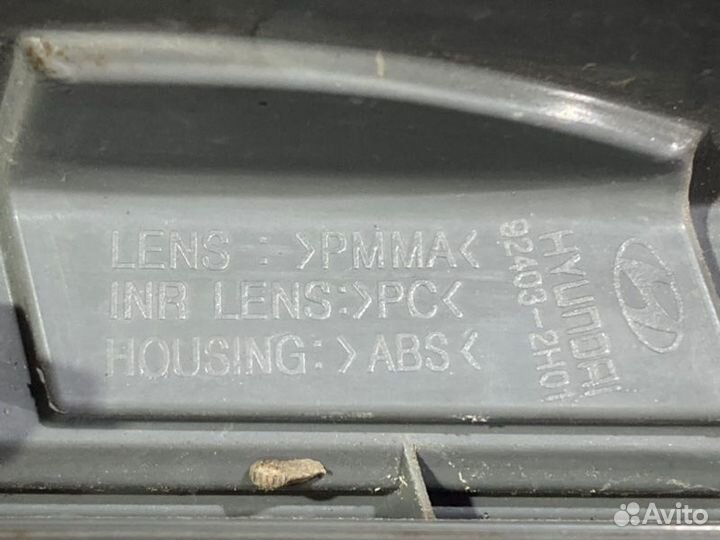 LENS : >PMMA<
INR LENS:>PC<
HOUSING:>ABS<
HYUNDAI
92403-2H01
Avito